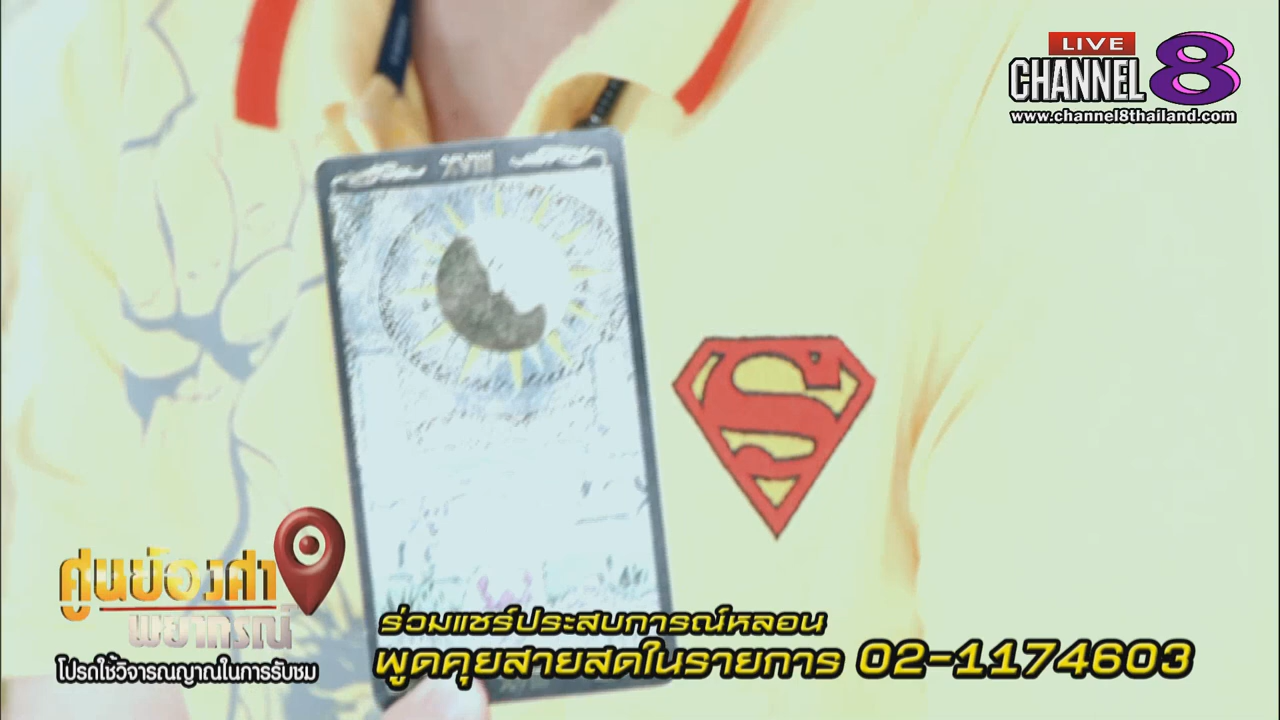 LIVE
CHANNEL 8
www.channel8thailand.com
XVIII
S
ศูนย์องศา
พยากรณ์
โปรดใช้วิจารณญาณในการรับชม
ร่วมแชร์ประสบการณ์หลอน
พูดคุยสายสดในรายการ 02-1174603